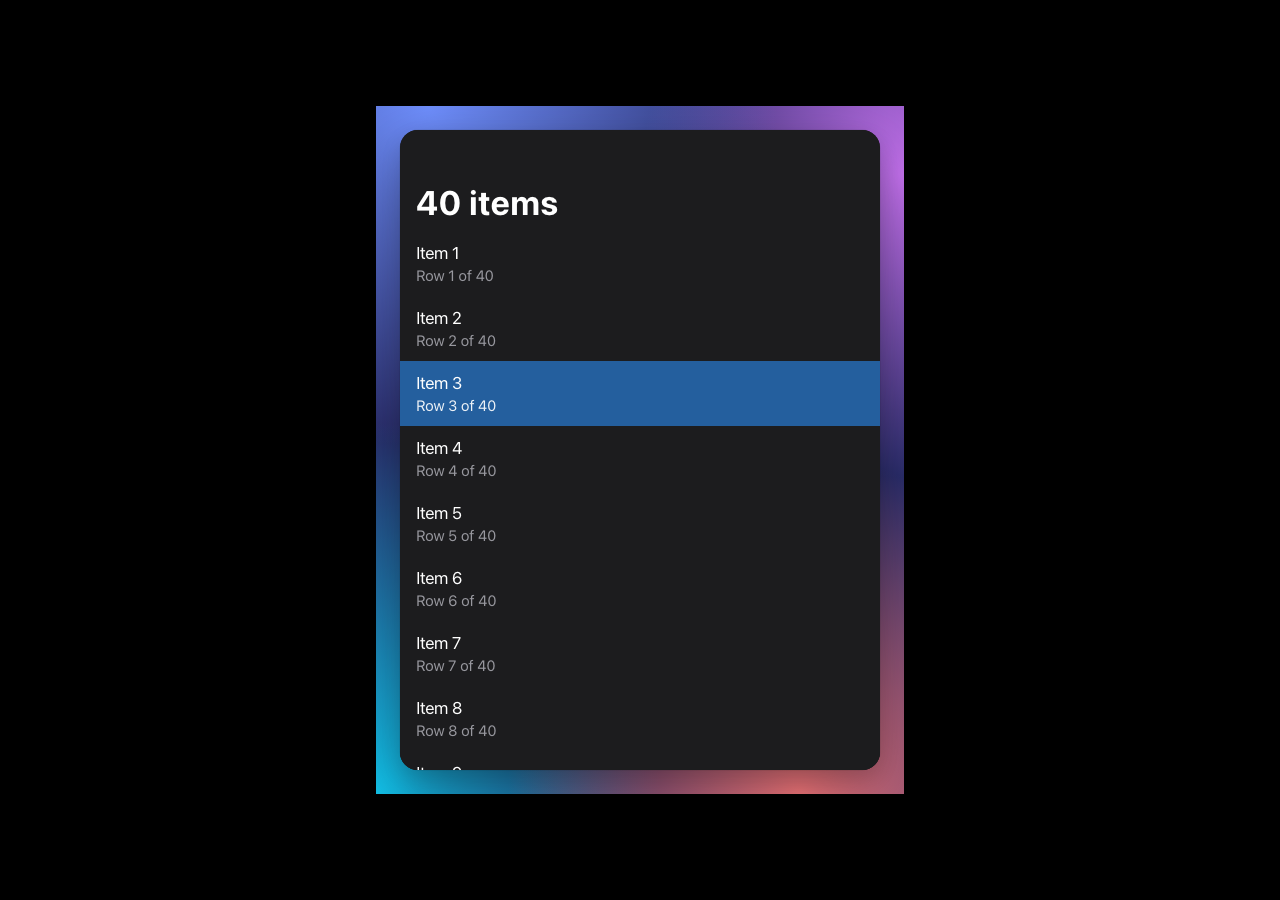 40 items
Item 1
Row 1 of 40
Item 2
Row 2 of 40
Item 3
Row 3 of 40
Item 4
Row 4 of 40
Item 5
Row 5 of 40
Item 6
Row 6 of 40
Item 7
Row 7 of 40
Item 8
Row 8 of 40